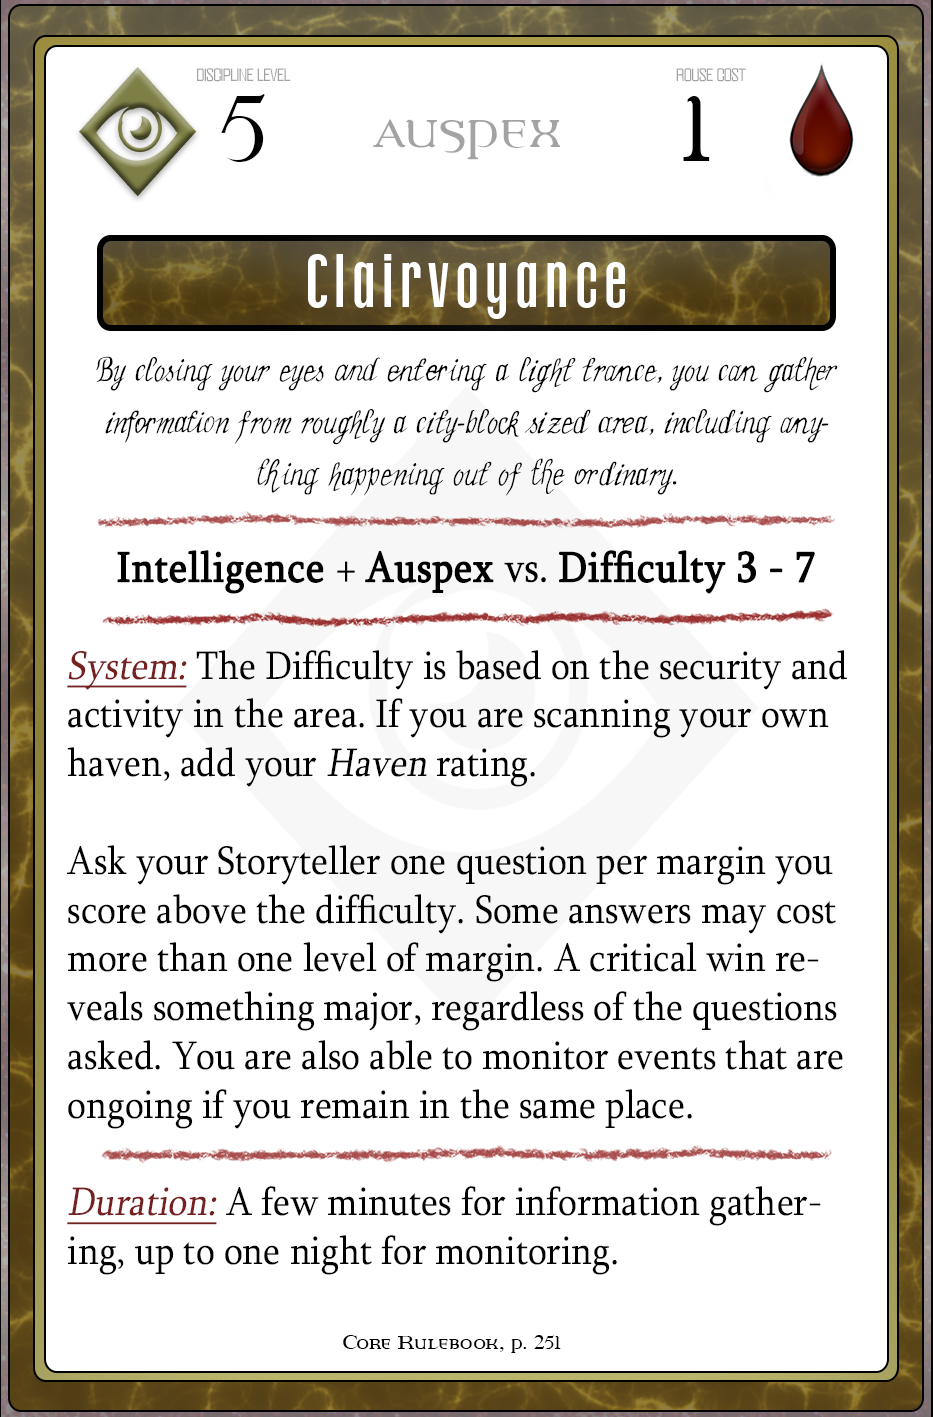 DISCIPLINE LEVEL
5
AUSPEX
ROUSE COST
1
Clairvoyance
By closing your eyes and entering a light trance, you can gather
information from roughly a city-block sized area, including any-
thing happening out of the ordinary.
Intelligence + Auspex vs. Difficulty 3 - 7
System: The Difficulty is based on the security and
activity in the area. If you are scanning your own
haven, add your Haven rating.
Ask your Storyteller one question per margin you
score above the difficulty. Some answers may cost
more than one level of margin. A critical win re-
veals something major, regardless of the questions
asked. You are also able to monitor events that are
ongoing if you remain in the same place.
Duration: A few minutes for information gather-
ing, up to one night for monitoring.
Core Rulebook, p. 251